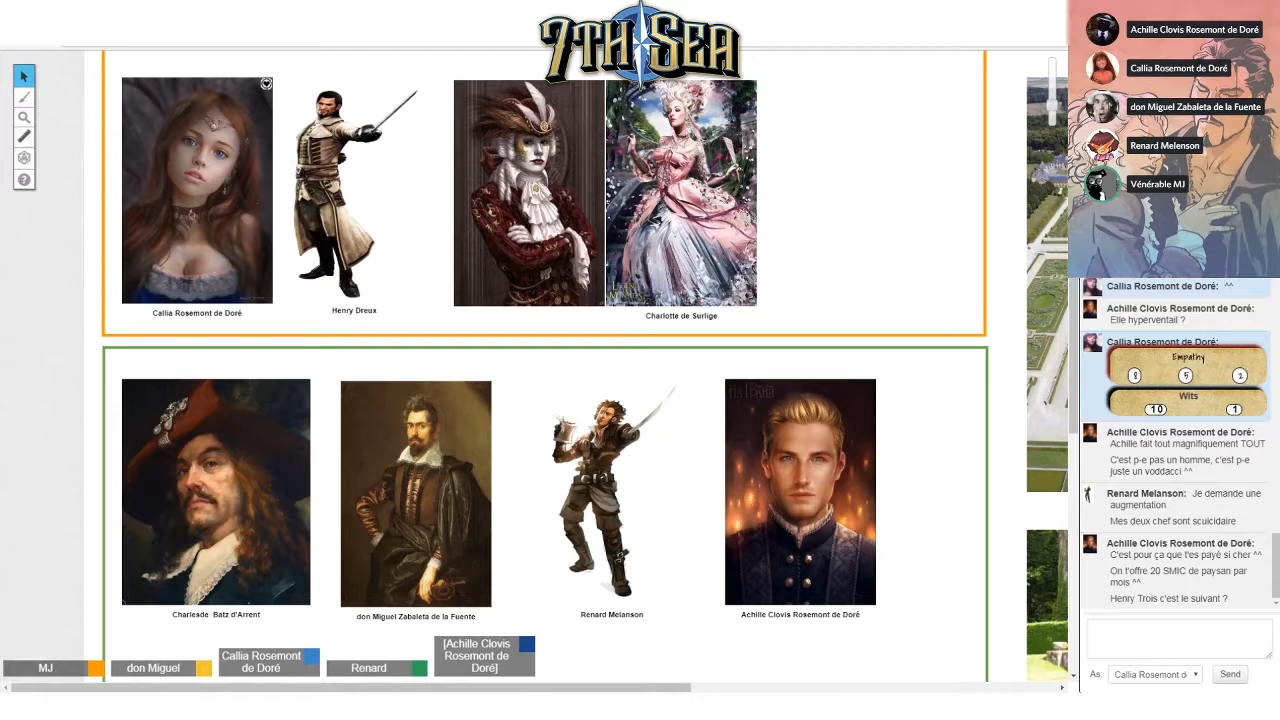 7TH SEA
Callia Rosemont de Doré
Henry Dreux
Charlotte de Surlige
Charlesde Batz d'Arrent
don Miguel Zabaleta de la Fuente
Renard Melanson
Achille Clovis Rosemont de Doré
MJ
don Miguel
Callia Rosemont
de Doré
Renard
[Achille Clovis
Rosemont de
Doré]
Achille Clovis Rosemont de Doré
Callia Rosemont de Doré
don Miguel Zabaleta de la Fuente
Renard Melenson
Vénérable MJ
Callia Rosemont de Doré: ^^
Achille Clovis Rosemont de Doré:
Elle hyperventail ?
Callia Rosemont de Doré:
Empathy
8 5 2
Wits
10 1
Achille Clovis Rosemont de Doré:
Achille fait tout magnifiquement TOUT
C'est p-e pas un homme, c'est p-e
juste un voddacci ^^
Renard Melanson: Je demande une
augmentation
Mes deux chef sont scuicidaire
Achille Clovis Rosemont de Doré:
C'est pour ça que t'es payé si cher ^^
On t'offre 20 SMIC de paysan par
mois ^^
Henry Trois c'est le suivant ?
As: Callia Rosemont d
Send